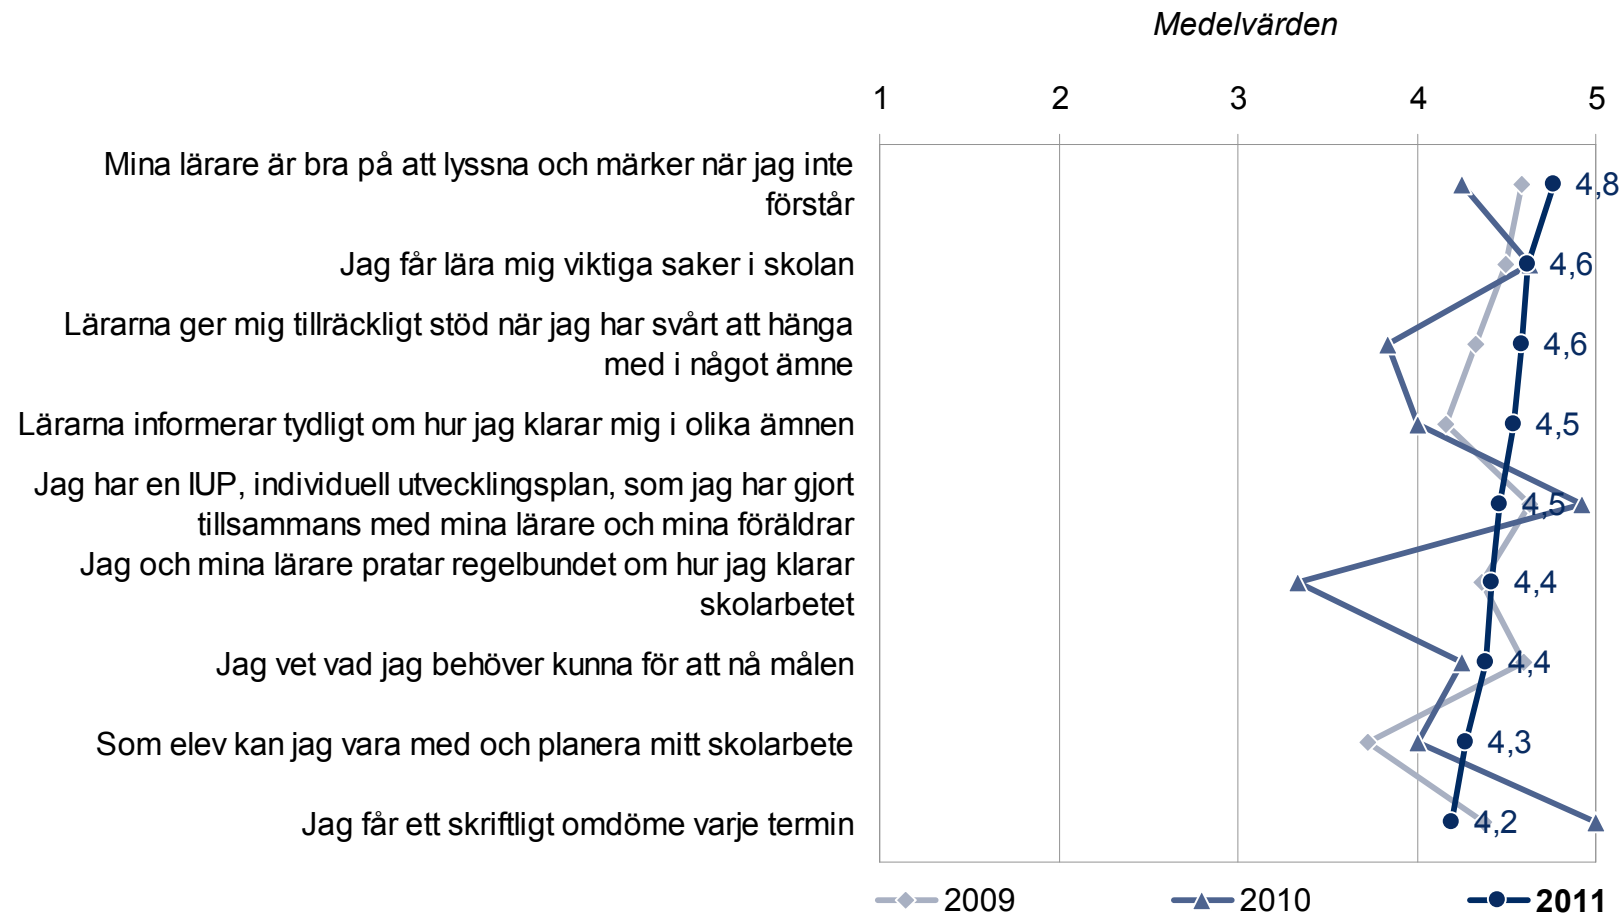 Medelvärden
1 2 3 4 5
Mina lärare är bra på att lyssna och märker när jag inte
förstår
4,8
Jag får lära mig viktiga saker i skolan
4,6
Lärarna ger mig tillräckligt stöd när jag har svårt att hänga
med i något ämne
4,6
Lärarna informerar tydligt om hur jag klarar mig i olika ämnen
4,5
Jag har en IUP, individuell utvecklingsplan, som jag har gjort
tillsammans med mina lärare och mina föräldrar
4,5
Jag och mina lärare pratar regelbundet om hur jag klarar
skolarbetet
4,4
Jag vet vad jag behöver kunna för att nå målen
4,4
Som elev kan jag vara med och planera mitt skolarbete
4,3
Jag får ett skriftligt omdöme varje termin
4,2
2009 2010 2011